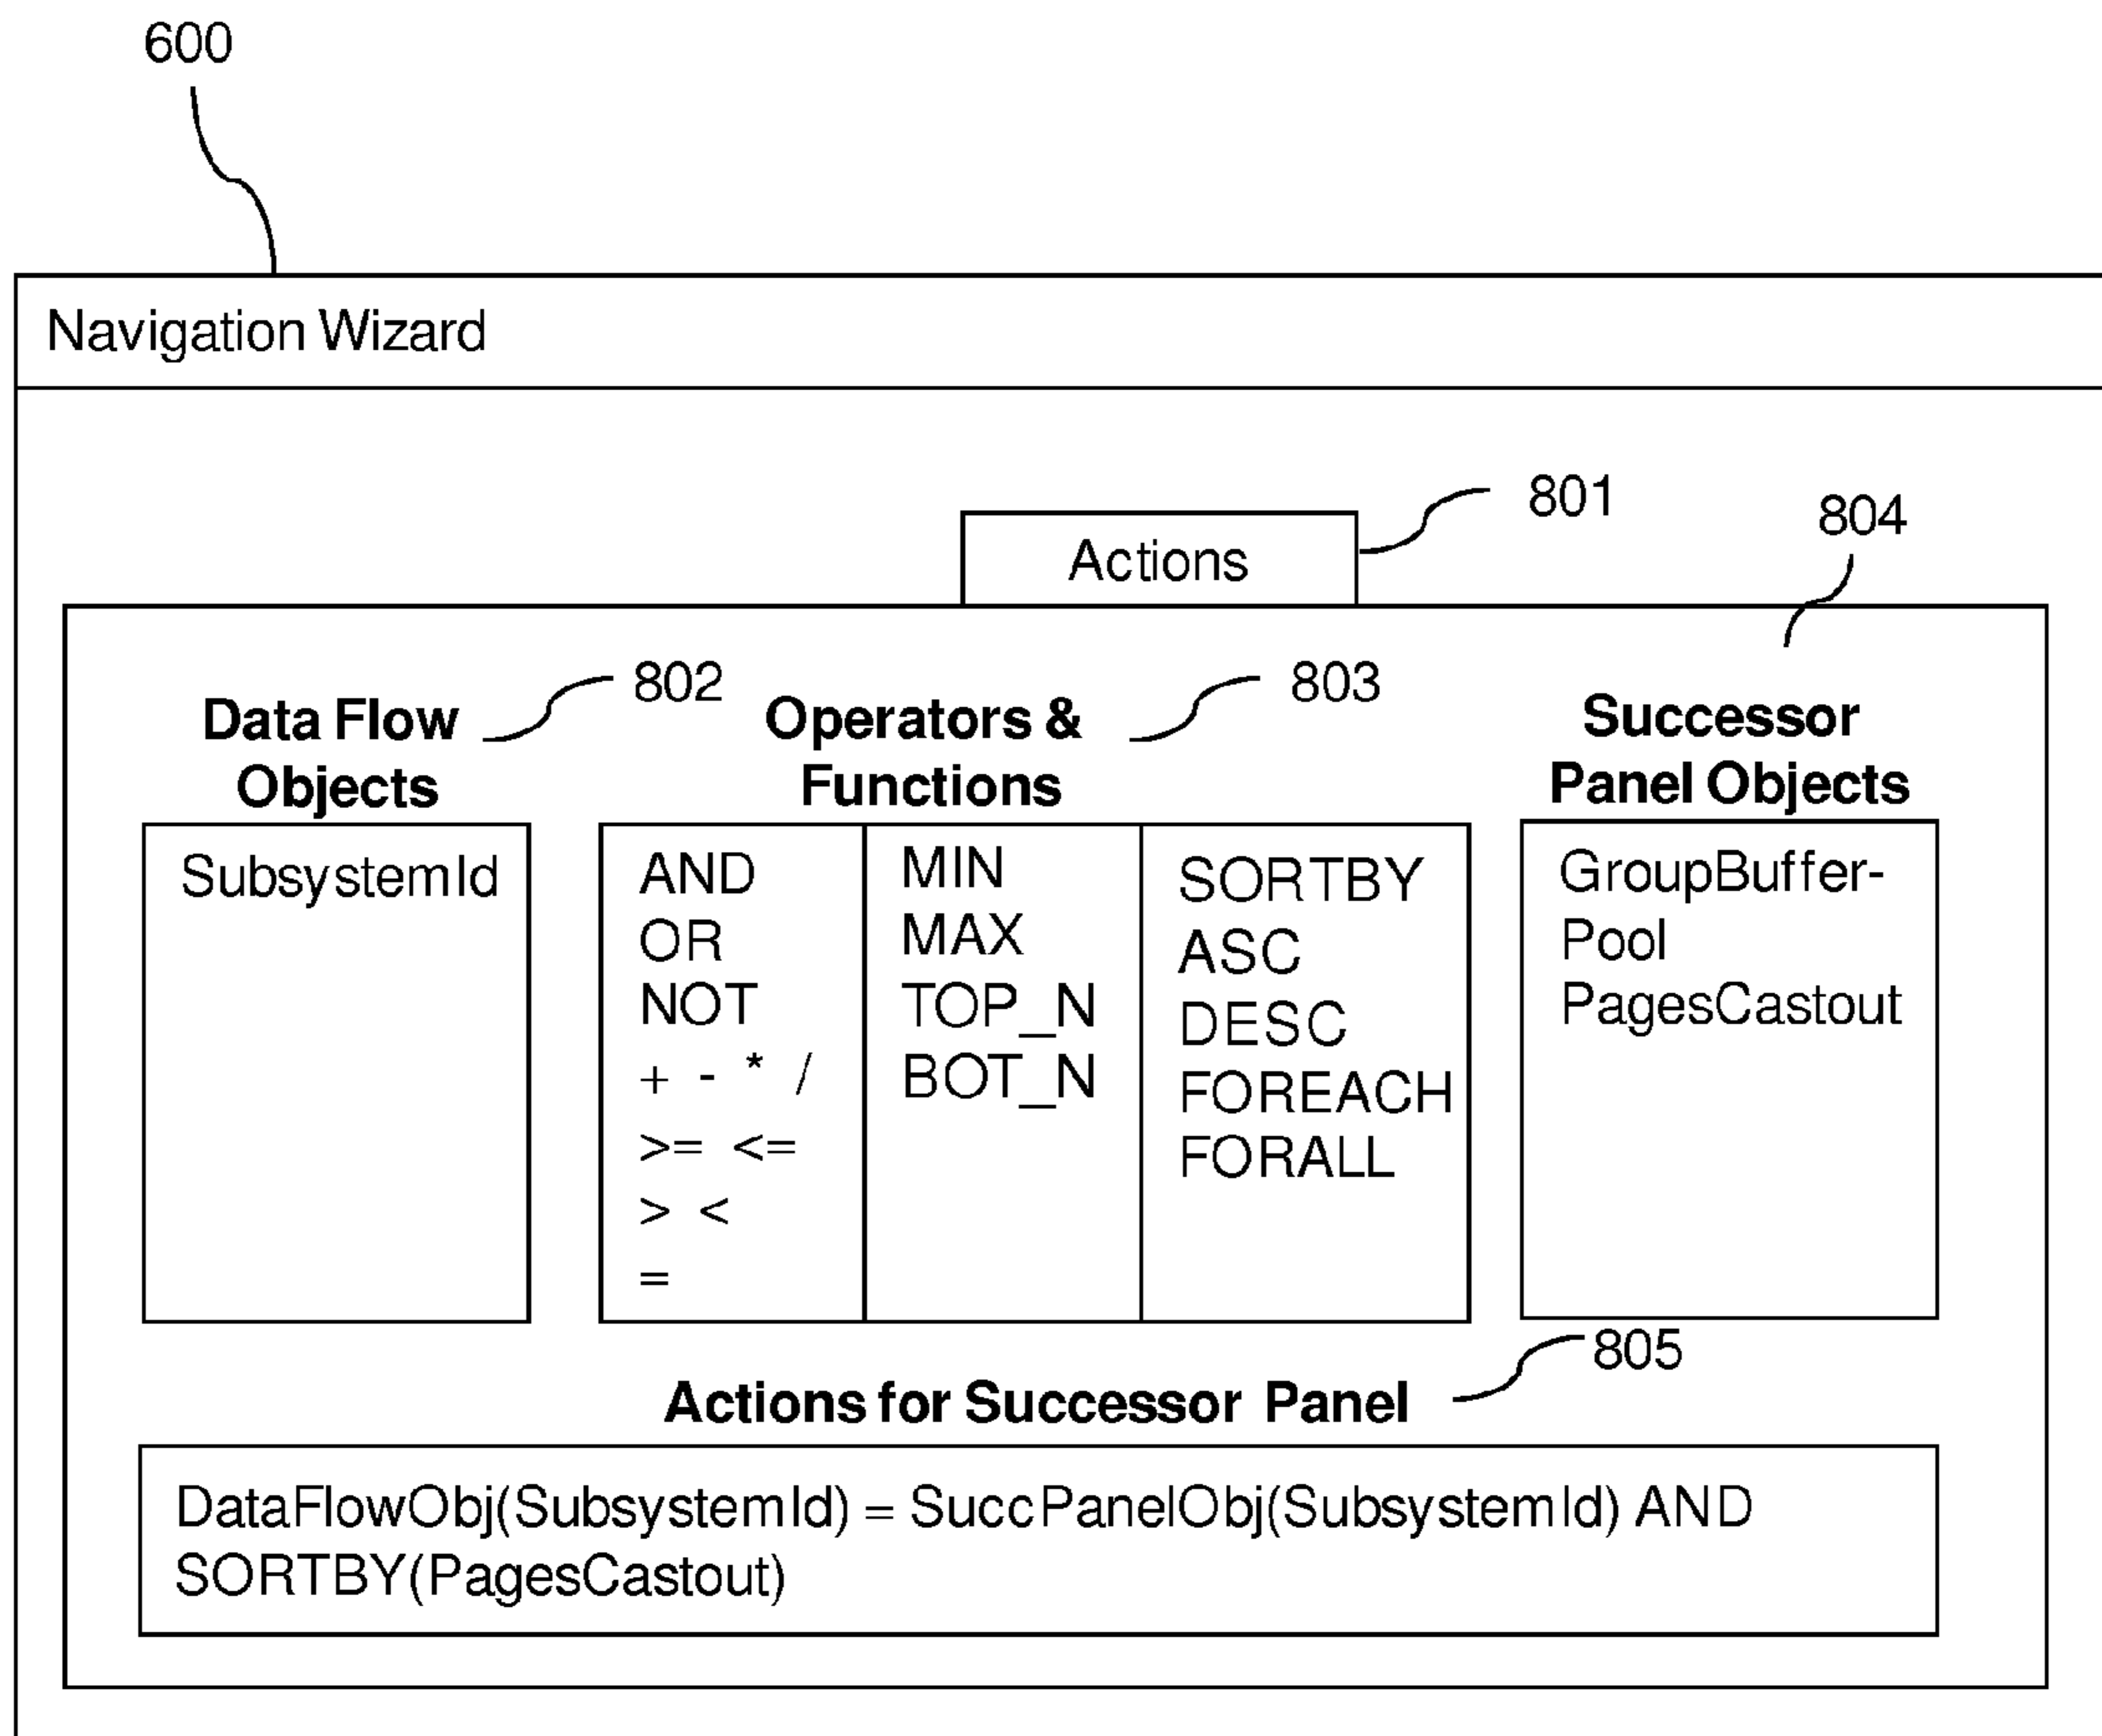 600
Navigation Wizard
801
804
Actions
802
803
Data Flow
Objects
Operators &
Functions
Successor
Panel Objects
SubsystemId
AND
OR
NOT
+ - * /
>= <=
> <
=
MIN
MAX
TOP_N
BOT_N
SORTBY
ASC
DESC
FOREACH
FORALL
GroupBuffer-
Pool
PagesCastout
805
Actions for Successor Panel
DataFlowObj(SubsystemId) = SuccPanelObj(SubsystemId) AND
SORTBY(PagesCastout)